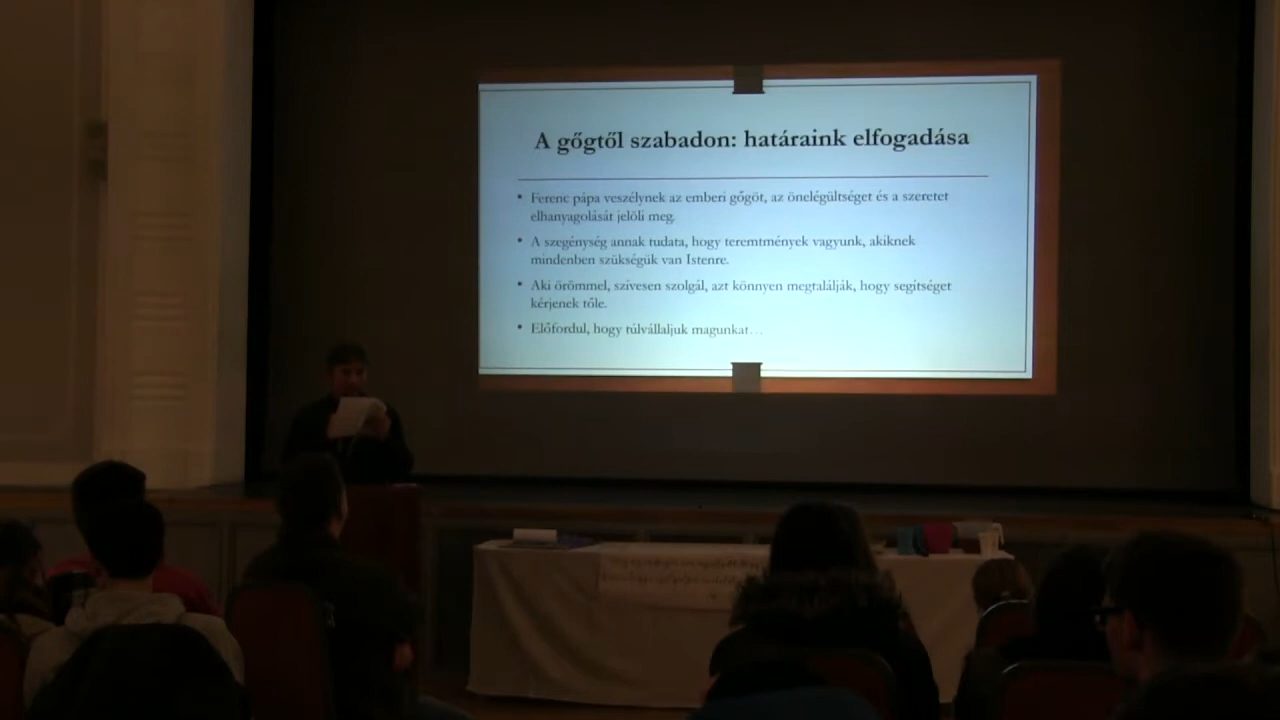 A gőgtől szabadon: határaink elfogadása
• Ferenc pápa veszélynek az emberi gőgöt, az önelégültséget és a szeretet
elhanyagolását jelöli meg.
• A szegénység annak tudata, hogy teremtmények vagyunk, akiknek
mindenben szükségük van Istenre.
• Aki örömmel, szívesen szolgál, azt könnyen megtalálják, hogy segítséget
kérjenek tőle.
• Előfordul, hogy túlvállaljuk magunkat…